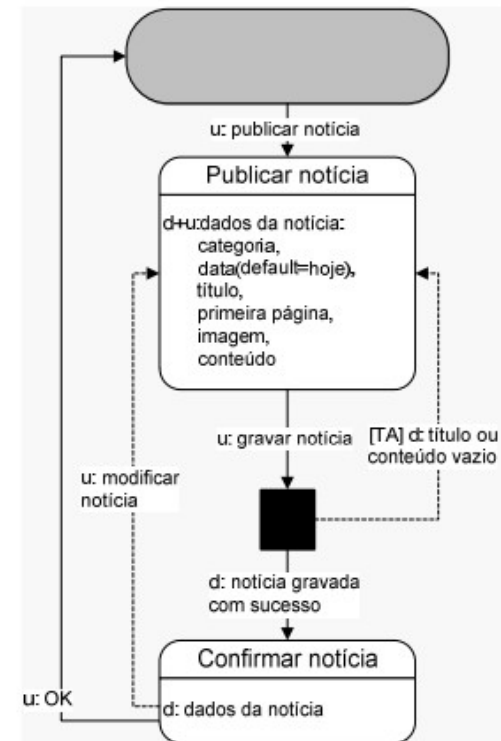 u: publicar notícia
Publicar notícia
d+u:dados da notícia:
categoria,
data(default=hoje),
título,
primeira página,
imagem,
conteúdo
u: gravar notícia
[TA] d: título ou
conteúdo vazio
u: modificar
notícia
d: notícia gravada
com sucesso
Confirmar notícia
u: OK
d: dados da notícia